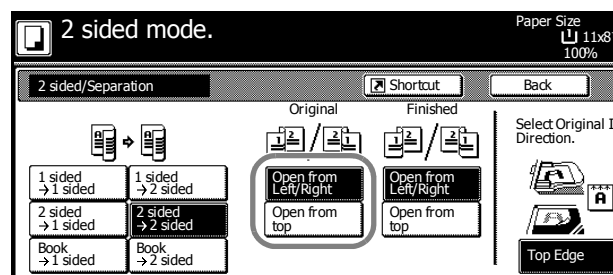 2 sided mode.
Paper Size
11x8
100%
2 sided/Separation
Shortcut
Back
Original
Finished
Select Original
Direction.
1 sided
→1 sided
1 sided
→2 sided
2 sided
→1 sided
2 sided
→2 sided
Book
→1 sided
Book
→2 sided
Open from
Left/Right
Open from
top
Open from
Left/Right
Open from
top
Top Edge